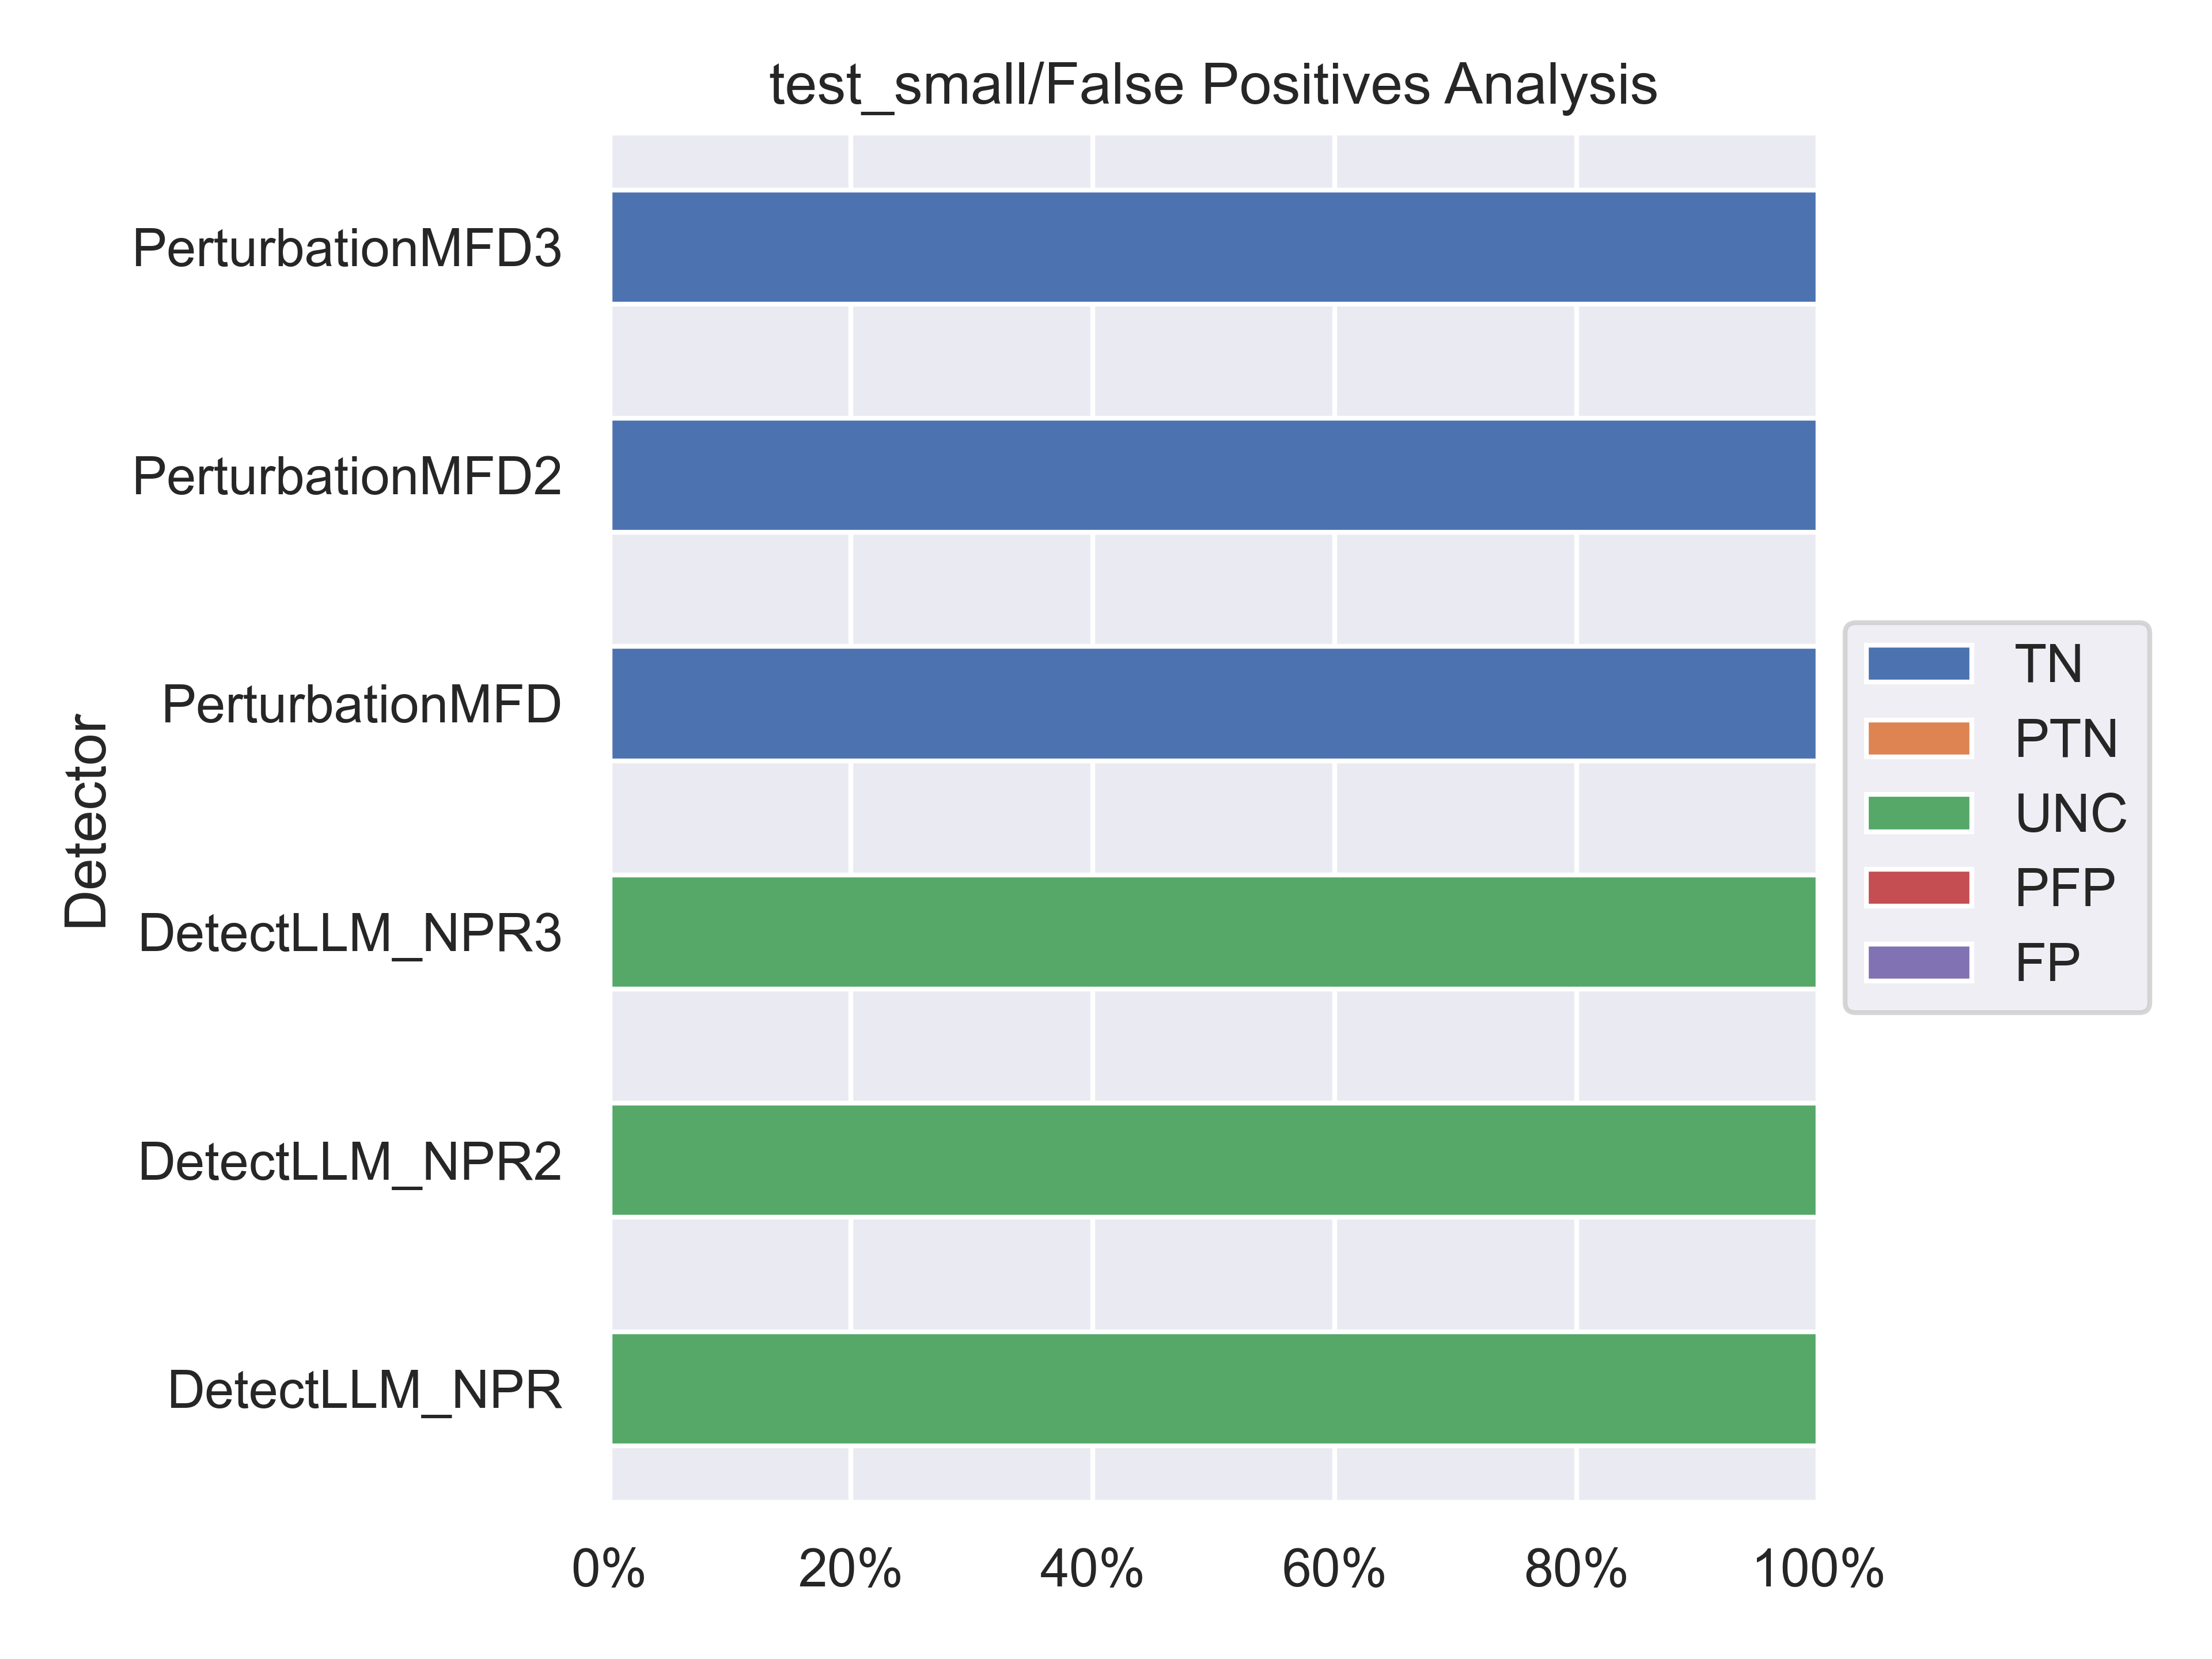 test_small/False Positives Analysis
Detector
PerturbationMFD3
PerturbationMFD2
PerturbationMFD
DetectLLM_NPR3
DetectLLM_NPR2
DetectLLM_NPR
0% 20% 40% 60% 80% 100%
TN
PTN
UNC
PFP
FP